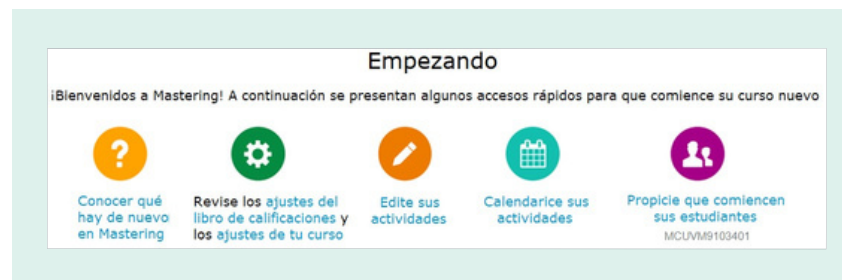 Empezando
¡Bienvenidos a Mastering! A continuación se presentan algunos accesos rápidos para que comience su curso nuevo
?
Conocer qué
hay de nuevo
en Mastering
Revise los ajustes del
libro de calificaciones y
los ajustes de tu curso
Edite sus
actividades
Calendarice sus
actividades
Propicie que comiencen
sus estudiantes
MCUVM9103401